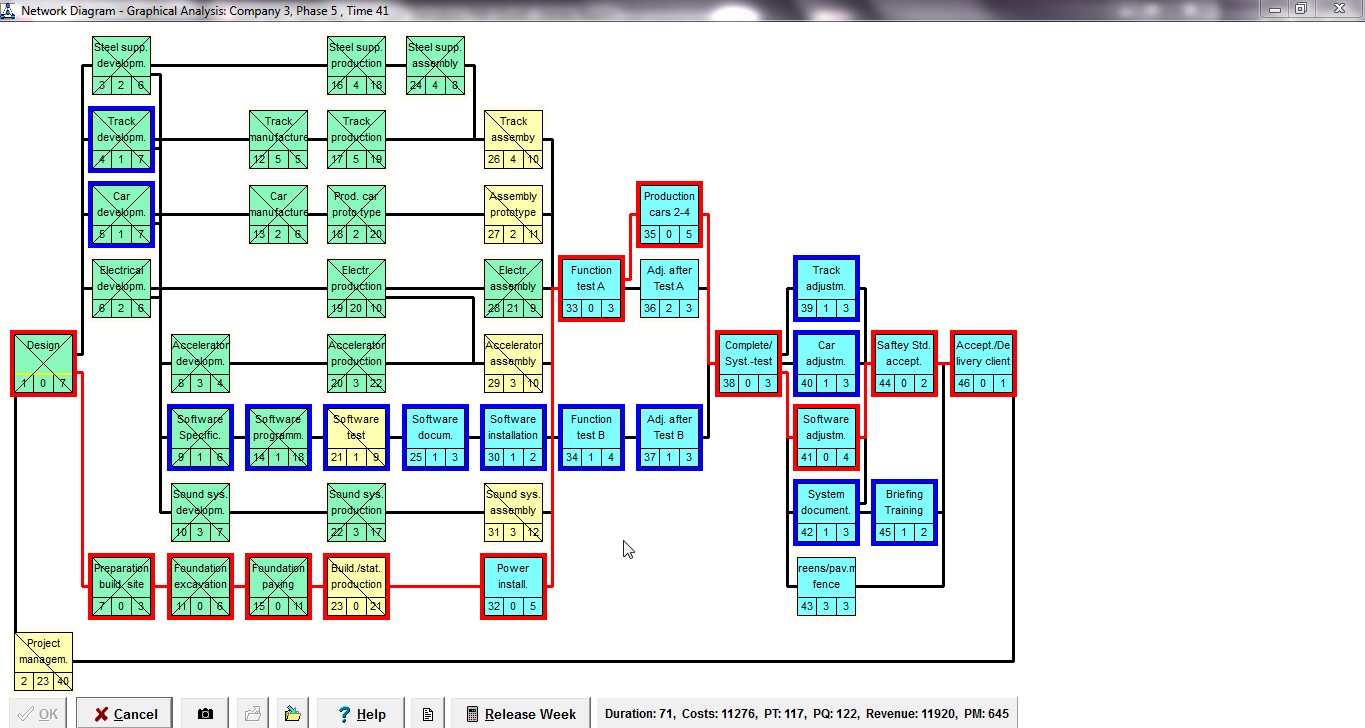 Network Diagram - Graphical Analysis: Company 3, Phase 5 , Time 41
Steel supp.
developm.
3 2 6
Steel supp.
production
16 4 18
Steel supp.
assembly
24 4 8
Track
developm.
4 1 7
Track
manufacture
12 5 5
Track
production
17 5 19
Track
assemby
26 4 10
Car
developm.
5 1 7
Car
manufacture
13 2 6
Prod. car
proto.type
18 2 20
Assembly
prototype
27 2 11
Production
cars 2-4
35 0 5
Electrical
developm.
6 2 6
Electr.
production
19 20 10
Electr.
assembly
28 21 9
Function
test A
33 0 3
Adj. after
Test A
36 2 3
Track
adjustm.
39 1 3
Design
1 0 7
Accelerator
developm.
8 3 4
Accelerator
production
20 3 22
Accelerator
assembly
29 3 10
Complete/
Syst.-test
38 0 3
Car
adjustm.
40 1 3
Saftey Std.
accept.
44 0 2
Accept./De
livery client
46 0 1
Software
Specific.
9 1 6
Software
programm.
14 1 18
Software
test
21 1 9
Software
docum.
25 1 3
Software
installation
30 1 2
Function
test B
34 1 4
Adj. after
Test B
37 1 3
Software
adjustm.
41 0 4
Sound sys.
developm.
10 3 7
Sound sys.
production
22 3 17
Sound sys.
assembly
31 3 12
System
document.
42 1 3
Briefing
Training
45 1 2
Preparation
build. site
7 0 3
Foundation
excavation
11 0 6
Foundation
paving
15 0 11
Build./stat.
production
23 0 21
Power
install.
32 0 5
reens/pav.m
fence
43 3 3
Project
managem.
2 23 40
OK
Cancel
? Help
Release Week
Duration: 71, Costs: 11276, PT: 117, PQ: 122, Revenue: 11920, PM: 645